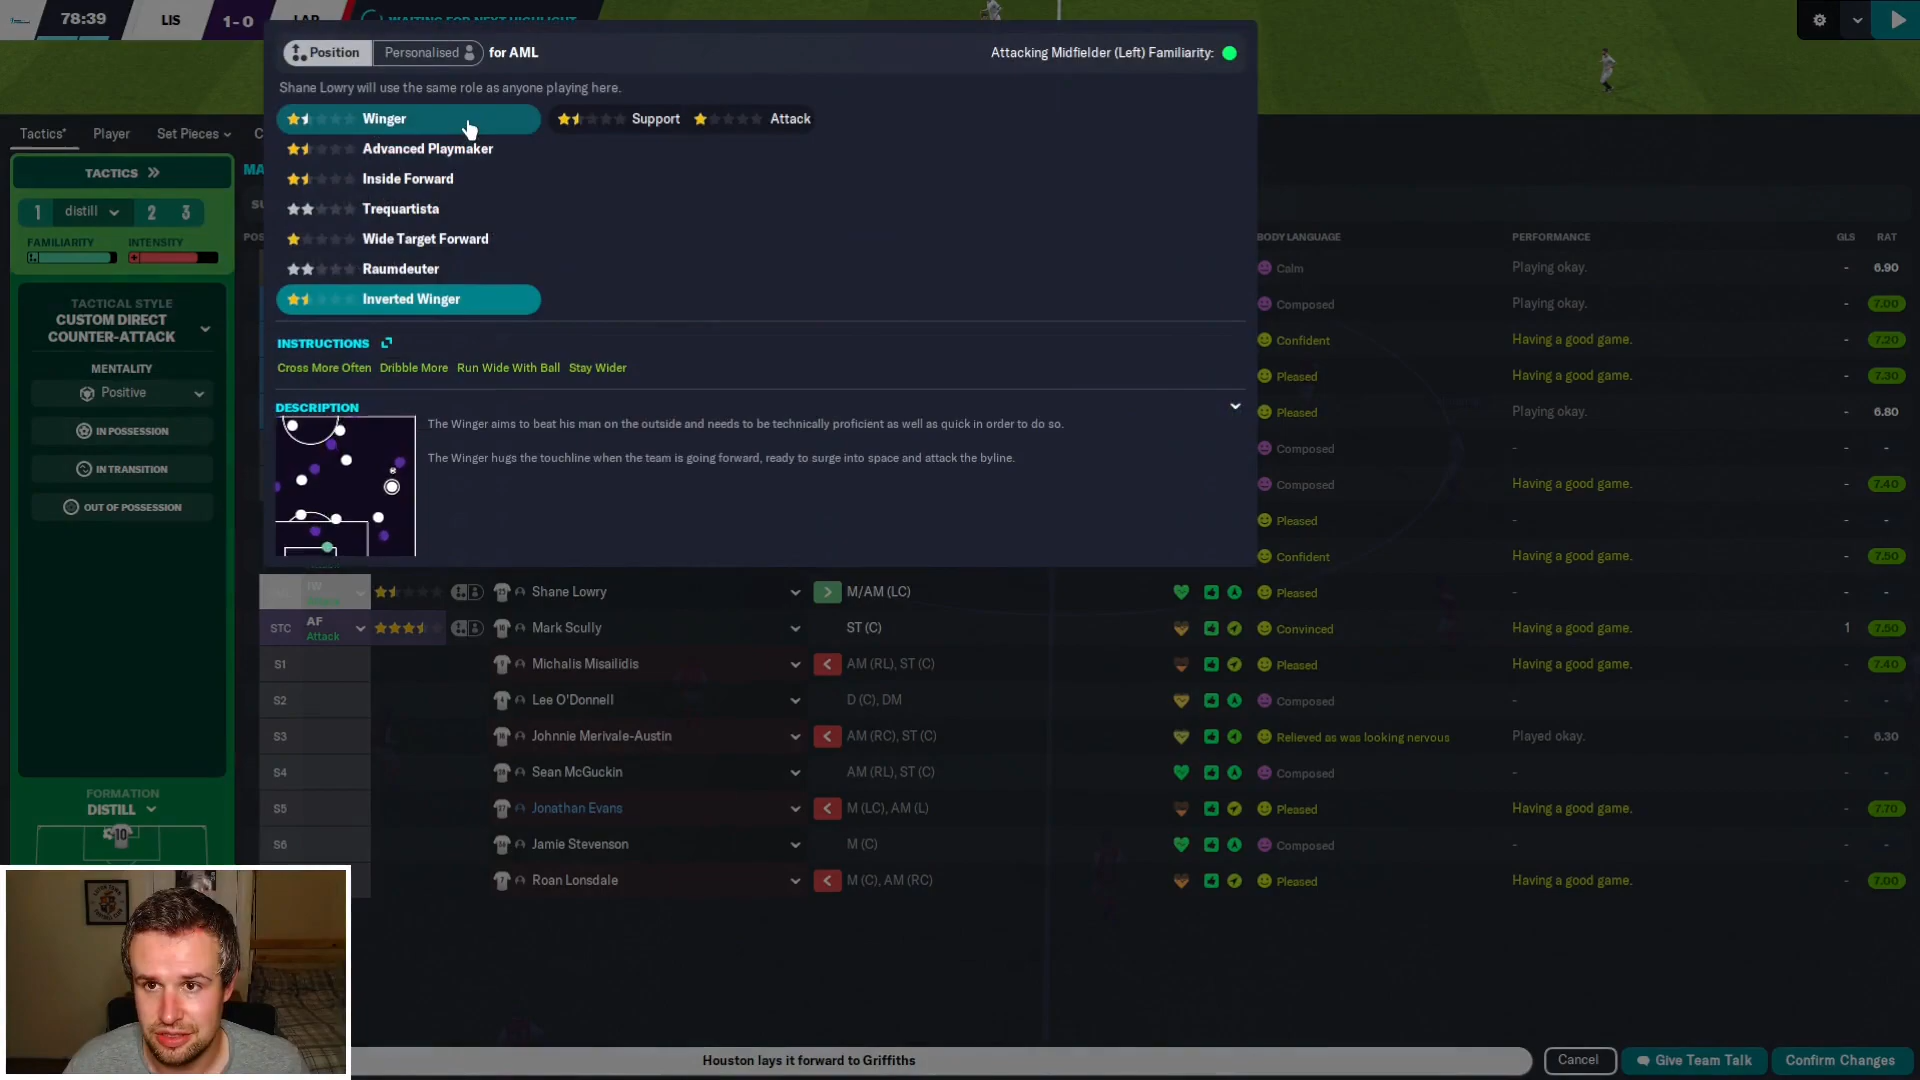 78:39 LIS 1-0 LAR WAITING FOR NEXT HIGHLIGHT
Position Personalised for AML Attacking Midfielder (Left) Familiarity:
Shane Lowry will use the same role as anyone playing here.
Winger Support Attack
Advanced Playmaker
Inside Forward
Trequartista
Wide Target Forward
Raumdeuter
Inverted Winger
INSTRUCTIONS
Cross More Often Dribble More Run Wide With Ball Stay Wider
DESCRIPTION
The Winger aims to beat his man on the outside and needs to be technically proficient as well as quick in order to do so.
The Winger hugs the touchline when the team is going forward, ready to surge into space and attack the byline.
Tactics* Player Set Pieces C
TACTICS
1 distill 2 3
FAMILIARITY INTENSITY
TACTICAL STYLE
CUSTOM DIRECT
COUNTER-ATTACK
MENTALITY
Positive
IN POSSESSION
IN TRANSITION
OUT OF POSSESSION
FORMATION
DISTILL
10
MA
SU
POS
BODY LANGUAGE PERFORMANCE GLS RAT
Calm Playing okay. - 6.90
Composed Playing okay. - 7.00
Confident Having a good game. - 7.20
Pleased Having a good game. - 7.30
Pleased Playing okay. - 6.80
Composed - - -
Composed Having a good game. - 7.40
Pleased - - -
Confident Having a good game. - 7.50
IW Shane Lowry M/AM (LC) Pleased - - -
STC AF Attack Mark Scully ST (C) Convinced Having a good game. 1 7.50
S1 Michalis Misailidis AM (RL), ST (C) Pleased Having a good game. - 7.40
S2 Lee O'Donnell D (C), DM Composed - - -
S3 Johnnie Merivale-Austin AM (RC), ST (C) Relieved as was looking nervous Played okay. - 6.30
S4 Sean McGuckin AM (RL), ST (C) Composed - - -
S5 Jonathan Evans M (LC), AM (L) Pleased Having a good game. - 7.70
S6 Jamie Stevenson M (C) Composed - - -
Roan Lonsdale M (C), AM (RC) Pleased Having a good game. - 7.00
Houston lays it forward to Griffiths
Cancel Give Team Talk Confirm Changes